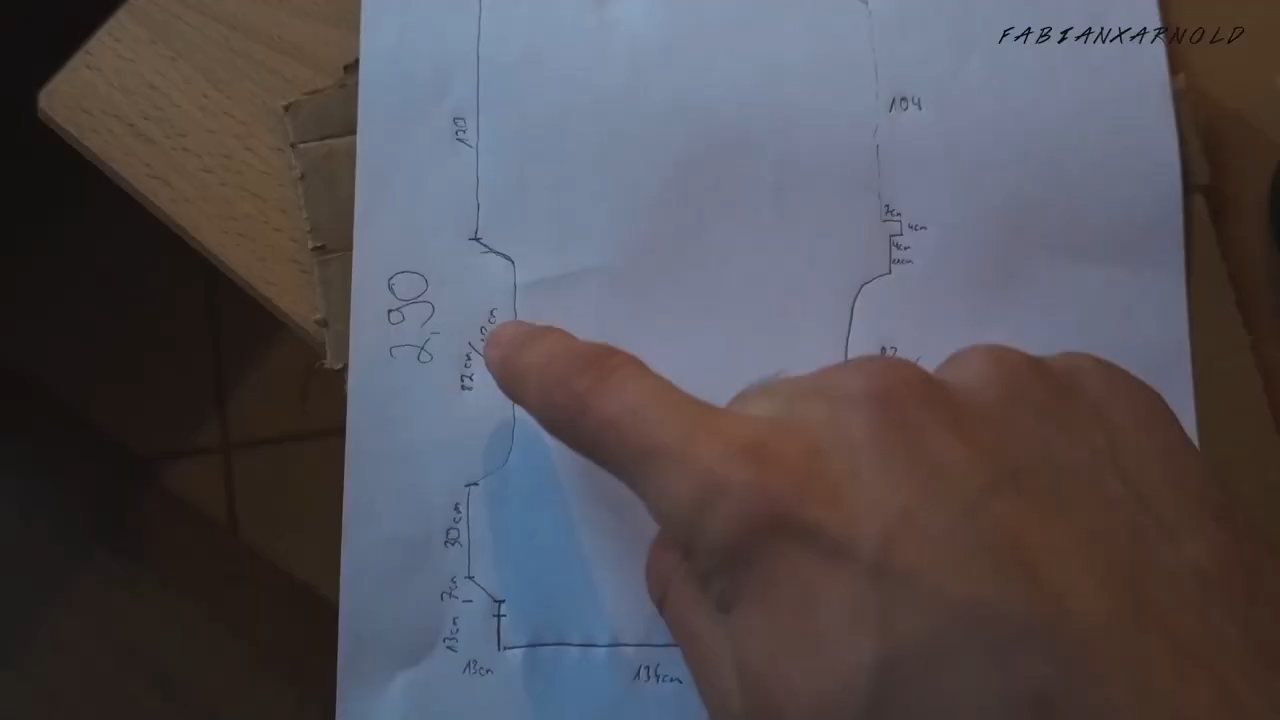 FABIANXARNOLD
104
120
7cm
4cm
4cm
2,90
82cm/
30cm
7cm
13cm
13cm
134cm